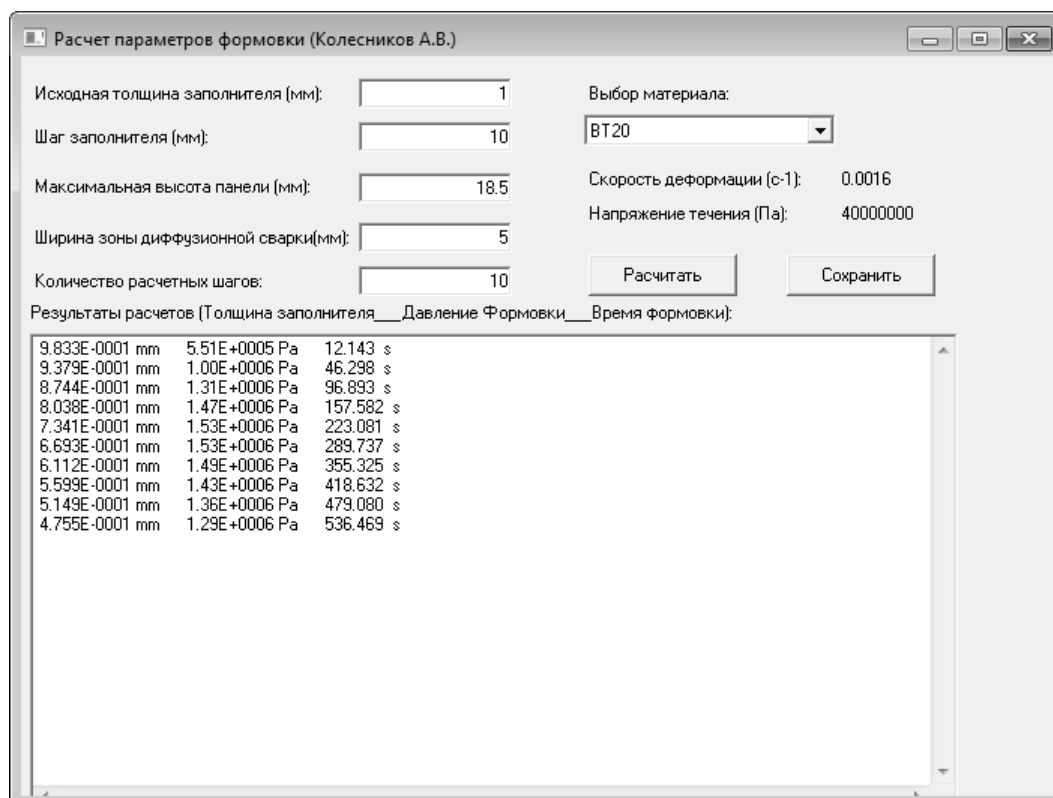 Расчет параметров формовки (Колесников А.В.)
Исходная толщина заполнителя (мм): 1
Выбор материала:
Шаг заполнителя (мм): 10
ВТ20
Максимальная высота панели (мм): 18.5
Скорость деформации (с-1): 0.0016
Напряжение течения (Па): 40000000
Ширина зоны диффузионной сварки(мм): 5
Количество расчетных шагов: 10
Расчитать
Сохранить
Результаты расчетов (Толщина заполнителя___Давление Формовки___Время формовки):
9.833E-0001 mm 5.51E+0005 Pa 12.143 s
9.379E-0001 mm 1.00E+0006 Pa 46.298 s
8.744E-0001 mm 1.31E+0006 Pa 96.893 s
8.038E-0001 mm 1.47E+0006 Pa 157.582 s
7.341E-0001 mm 1.53E+0006 Pa 223.081 s
6.693E-0001 mm 1.53E+0006 Pa 289.737 s
6.112E-0001 mm 1.49E+0006 Pa 355.325 s
5.599E-0001 mm 1.43E+0006 Pa 418.632 s
5.149E-0001 mm 1.36E+0006 Pa 479.080 s
4.755E-0001 mm 1.29E+0006 Pa 536.469 s